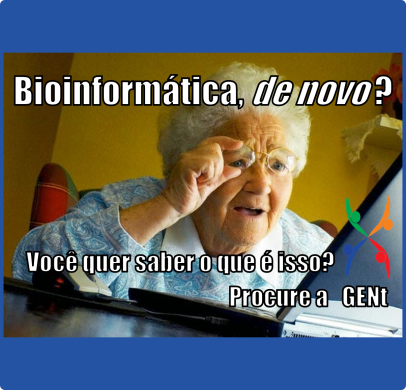 Bioinformática, de novo?
Você quer saber o que é isso?
Procure a GENt